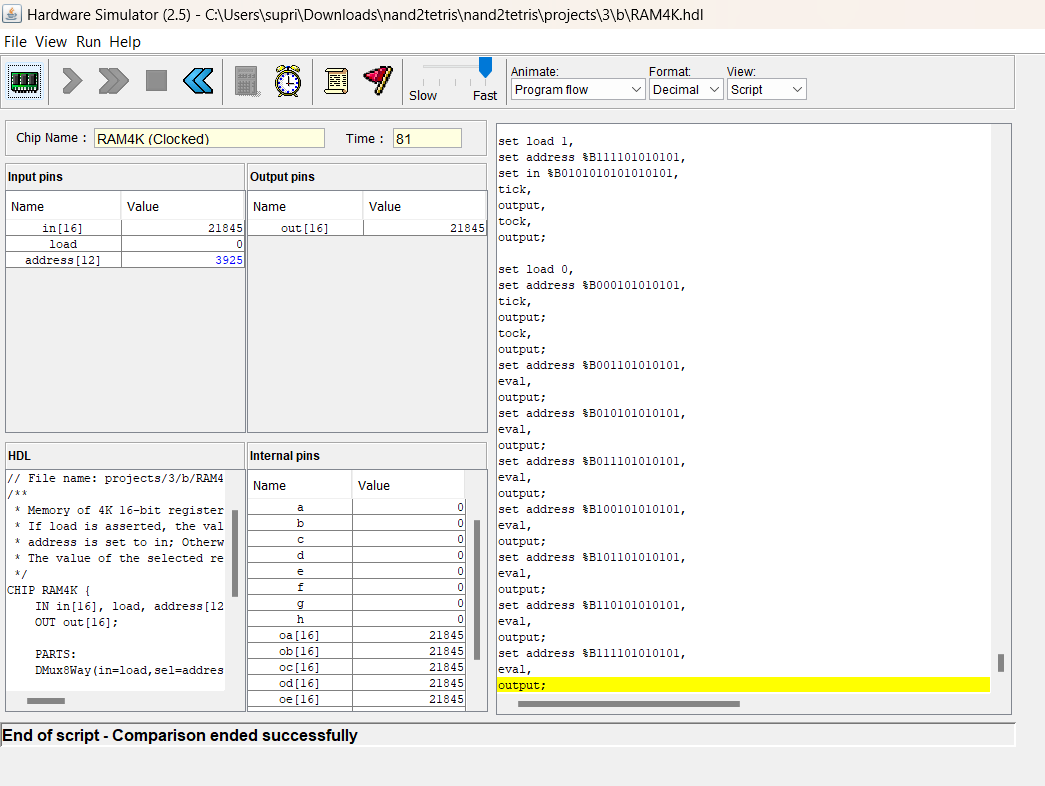 Hardware Simulator (2.5) - C:\Users\supri\Downloads\nand2tetris\nand2tetris\projects\3\b\RAM4K.hdl
File View Run Help
Slow Fast
Animate: Format: View:
Program flow Decimal Script
Chip Name : RAM4K (Clocked) Time : 81
Input pins
Name Value
in[16] 21845
load 0
address[12] 3925
Output pins
Name Value
out[16] 21845
HDL
// File name: projects/3/b/RAM4
/**
* Memory of 4K 16-bit register
* If load is asserted, the val
* address is set to in; Otherw
* The value of the selected re
*/
CHIP RAM4K {
IN in[16], load, address[12
OUT out[16];
PARTS:
DMux8Way(in=load,sel=addres
Internal pins
Name Value
a 0
b 0
c 0
d 0
e 0
f 0
g 0
h 0
oa[16] 21845
ob[16] 21845
oc[16] 21845
od[16] 21845
oe[16] 21845
set load 1,
set address %B111101010101,
set in %B0101010101010101,
tick,
output,
tock,
output;
set load 0,
set address %B000101010101,
tick,
output;
tock,
output;
set address %B001101010101,
eval,
output;
set address %B010101010101,
eval,
output;
set address %B011101010101,
eval,
output;
set address %B100101010101,
eval,
output;
set address %B101101010101,
eval,
output;
set address %B110101010101,
eval,
output;
set address %B111101010101,
eval,
output;
End of script - Comparison ended successfully